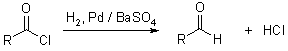 O
R Cl
H2, Pd / BaSO4
O
R H
+ HCl